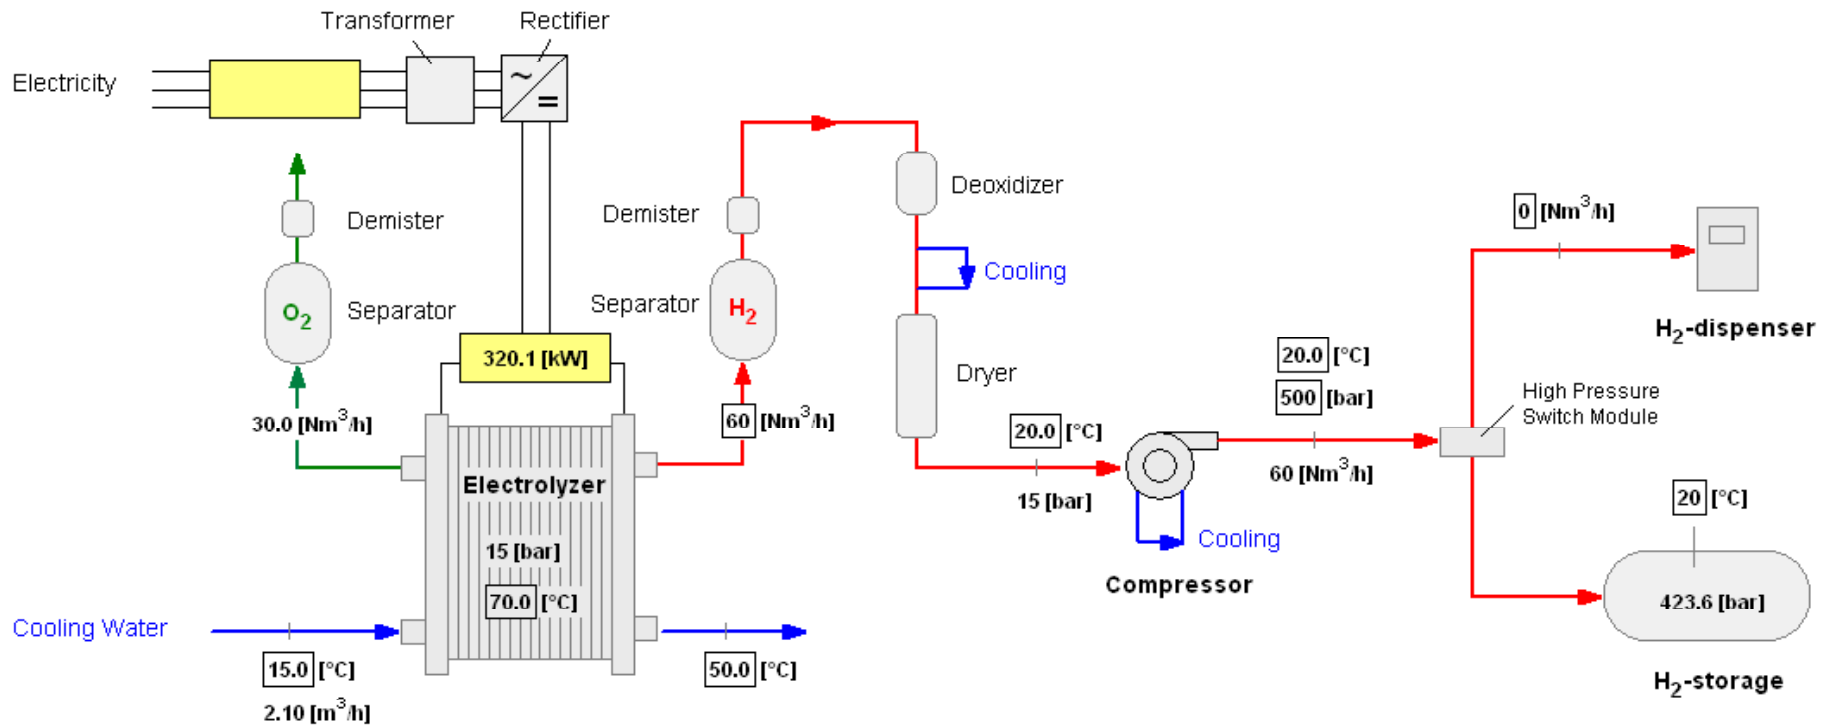 Transformer
Rectifier
Electricity
~
=
Demister
Demister
Deoxidizer
0 [Nm³/h]
Cooling
O₂
Separator
Separator
H₂
H₂-dispenser
320.1 [kW]
Dryer
20.0 [°C]
500 [bar]
High Pressure
Switch Module
30.0 [Nm³/h]
60 [Nm³/h]
20.0 [°C]
60 [Nm³/h]
15 [bar]
Electrolyzer
20 [°C]
15 [bar]
Cooling
Compressor
70.0 [°C]
423.6 [bar]
Cooling Water
15.0 [°C]
50.0 [°C]
H₂-storage
2.10 [m³/h]